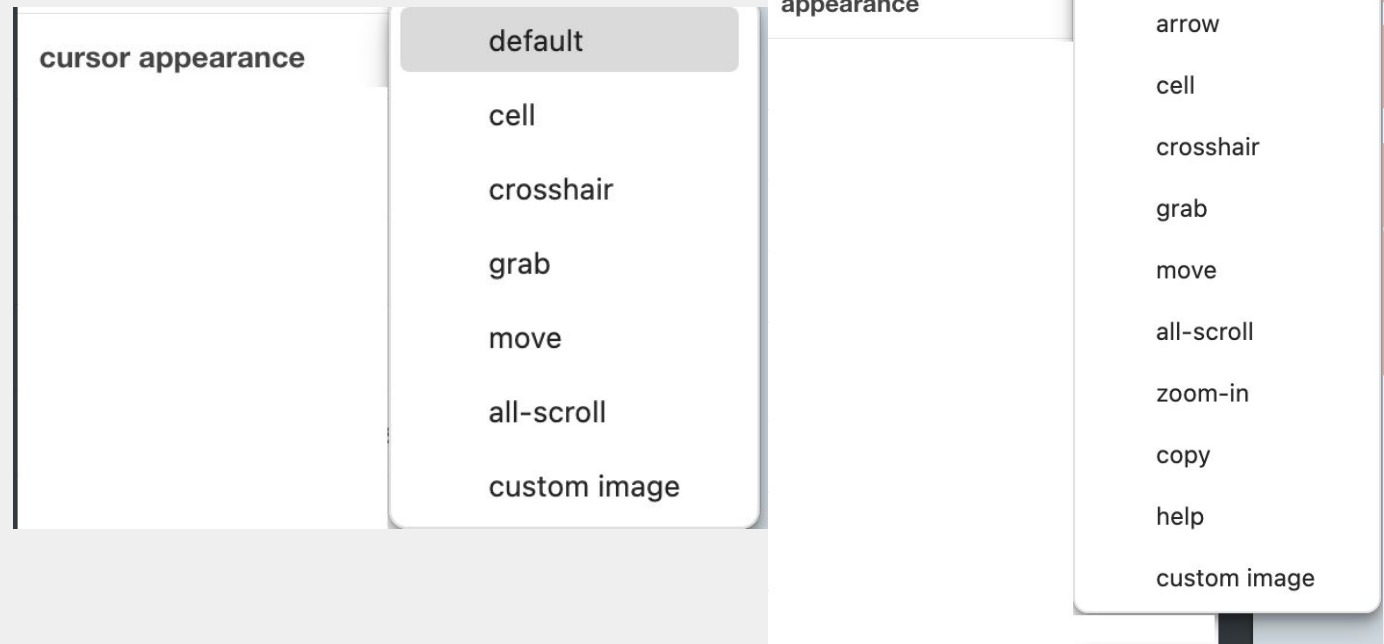 cursor appearance
default
cell
crosshair
grab
move
all-scroll
custom image
appearance
arrow
cell
crosshair
grab
move
all-scroll
zoom-in
copy
help
custom image